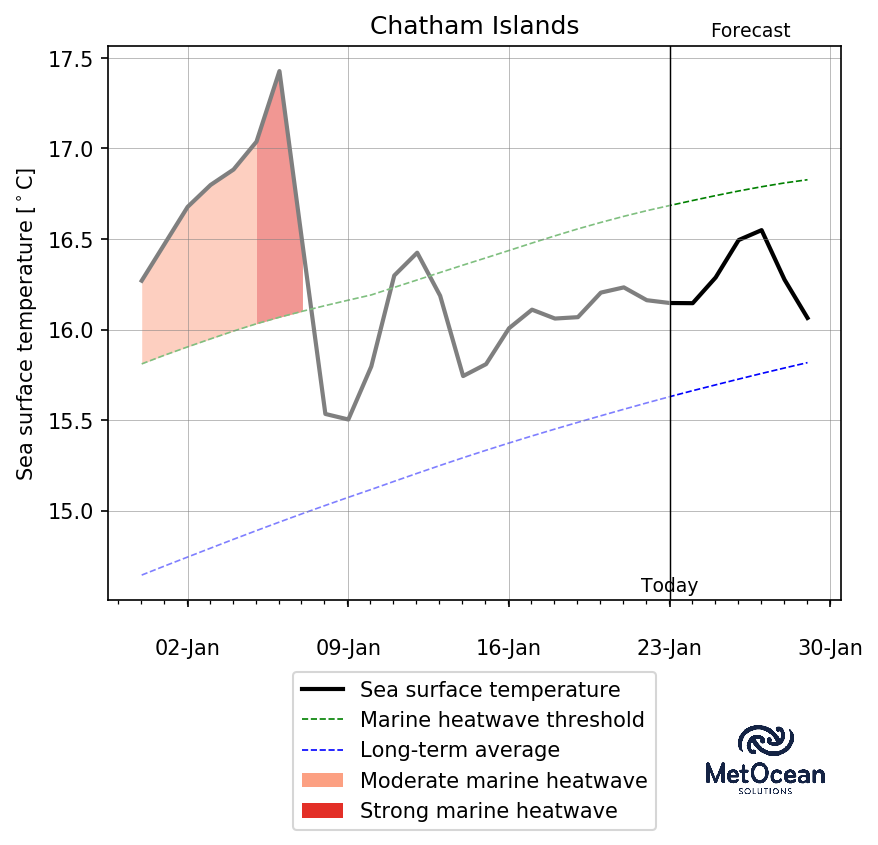 Chatham Islands
Forecast
17.5
17.0
16.5
16.0
15.5
15.0
Sea surface temperature [°C]
Today
02-Jan 09-Jan 16-Jan 23-Jan 30-Jan
Sea surface temperature
Marine heatwave threshold
Long-term average
Moderate marine heatwave
Strong marine heatwave
MetOcean
SOLUTIONS